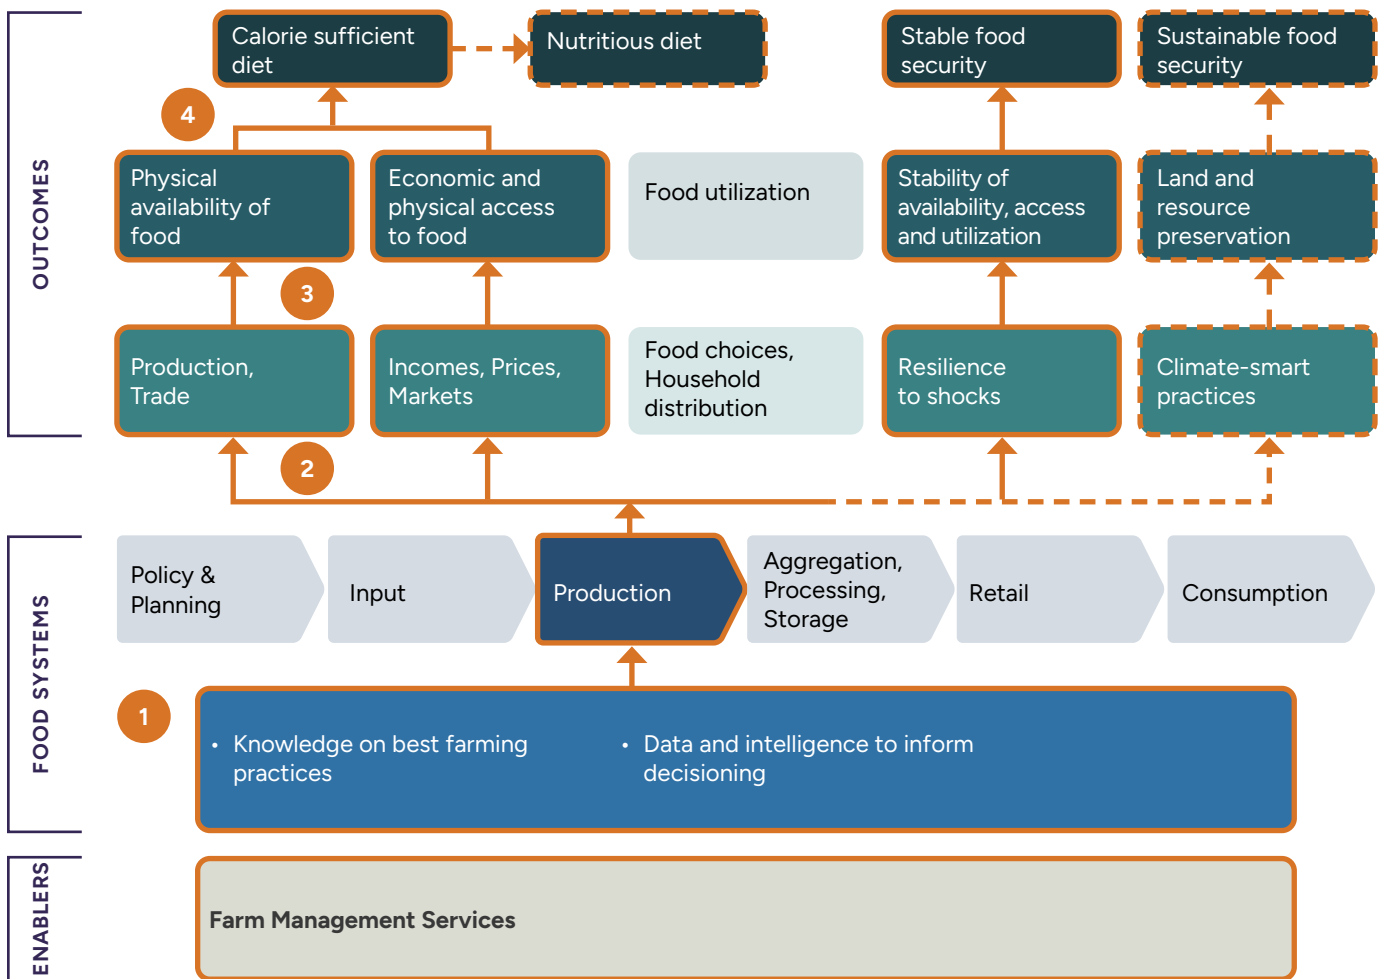 OUTCOMES
Calorie sufficient
diet
Nutritious diet
Stable food
security
Sustainable food
security
4
Physical
availability of
food
Economic and
physical access
to food
Food utilization
Stability of
availability, access
and utilization
Land and
resource
preservation
3
Production,
Trade
Incomes, Prices,
Markets
Food choices,
Household
distribution
Resilience
to shocks
Climate-smart
practices
2
FOOD SYSTEMS
Policy &
Planning
Input
Production
Aggregation,
Processing,
Storage
Retail
Consumption
1
• Knowledge on best farming
practices
• Data and intelligence to inform
decisioning
ENABLERS
Farm Management Services